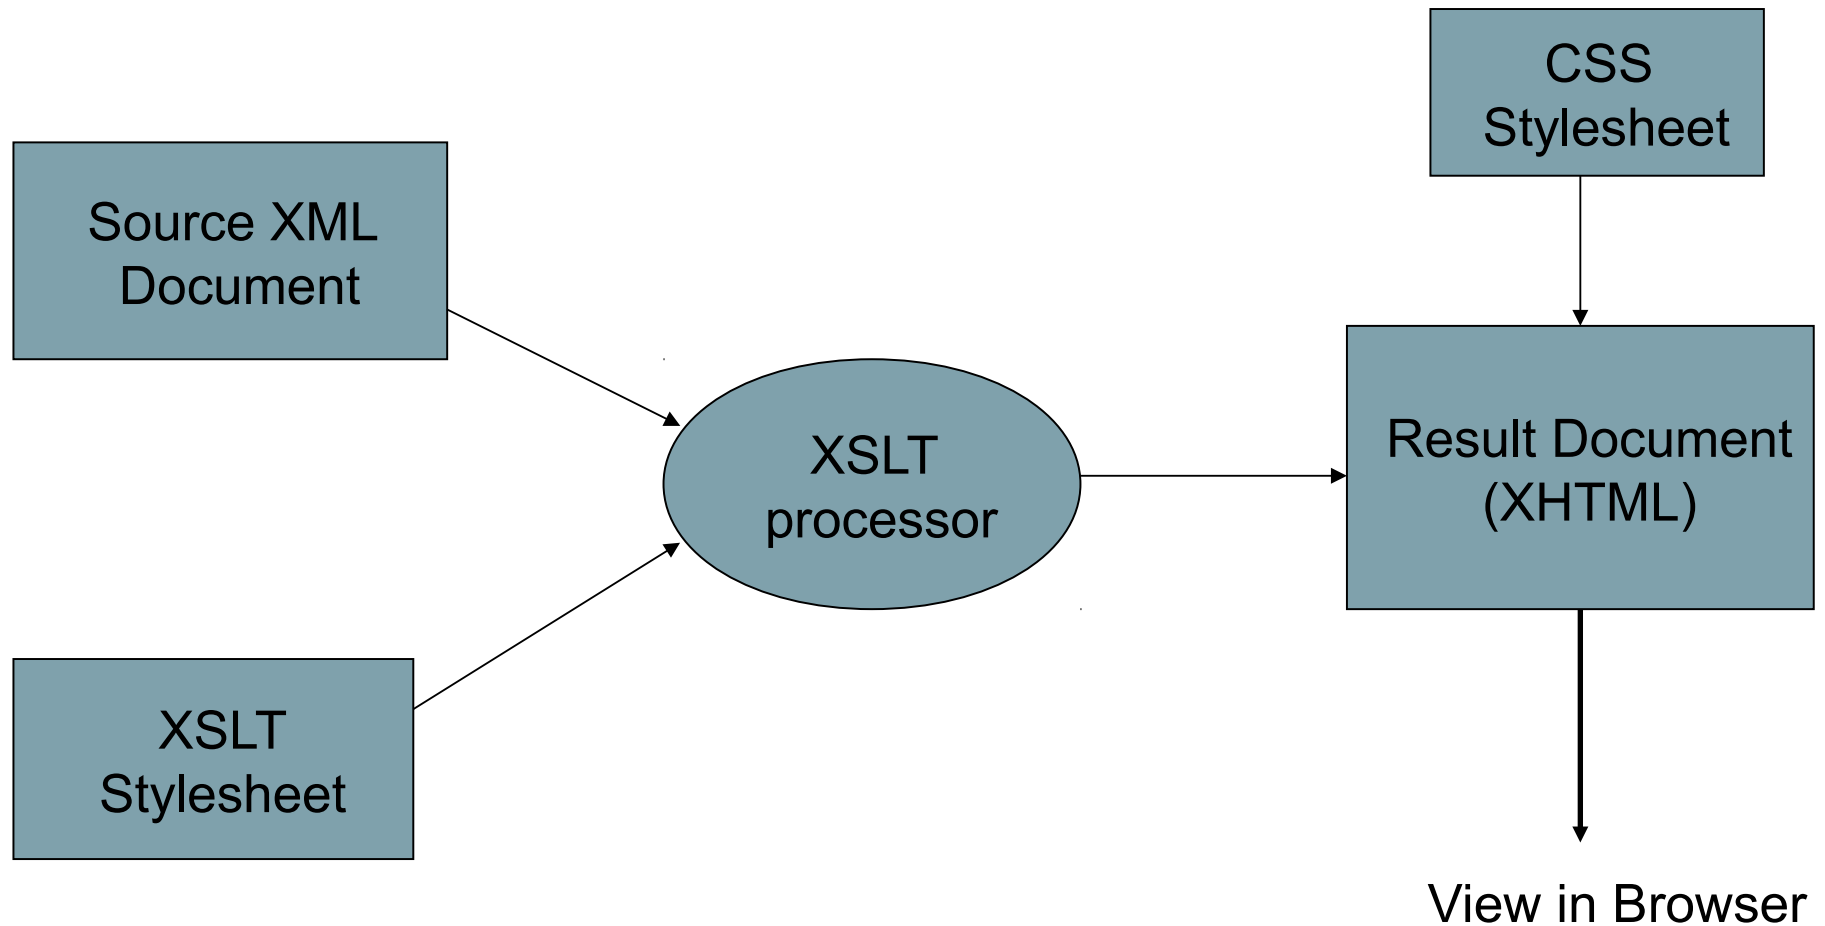 CSS
Stylesheet
Source XML
Document
XSLT
processor
Result Document
(XHTML)
XSLT
Stylesheet
View in Browser